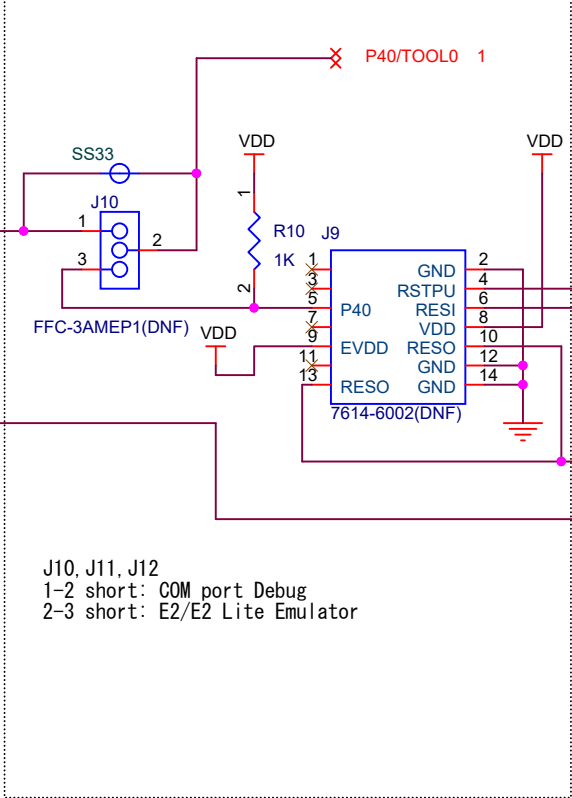 P40/TOOL0 1
SS33
VDD
VDD
J10
1
2
3
FFC-3AMEP1(DNF)
1
R10
1K
2
J9
VDD
1
3
5
7
9
11
13
P40
EVDD
RESO
GND
RSTPU
RESI
VDD
RESO
GND
GND
2
4
6
8
10
12
14
7614-6002(DNF)
J10,J11,J12
1-2 short: COM port Debug
2-3 short: E2/E2 Lite Emulator